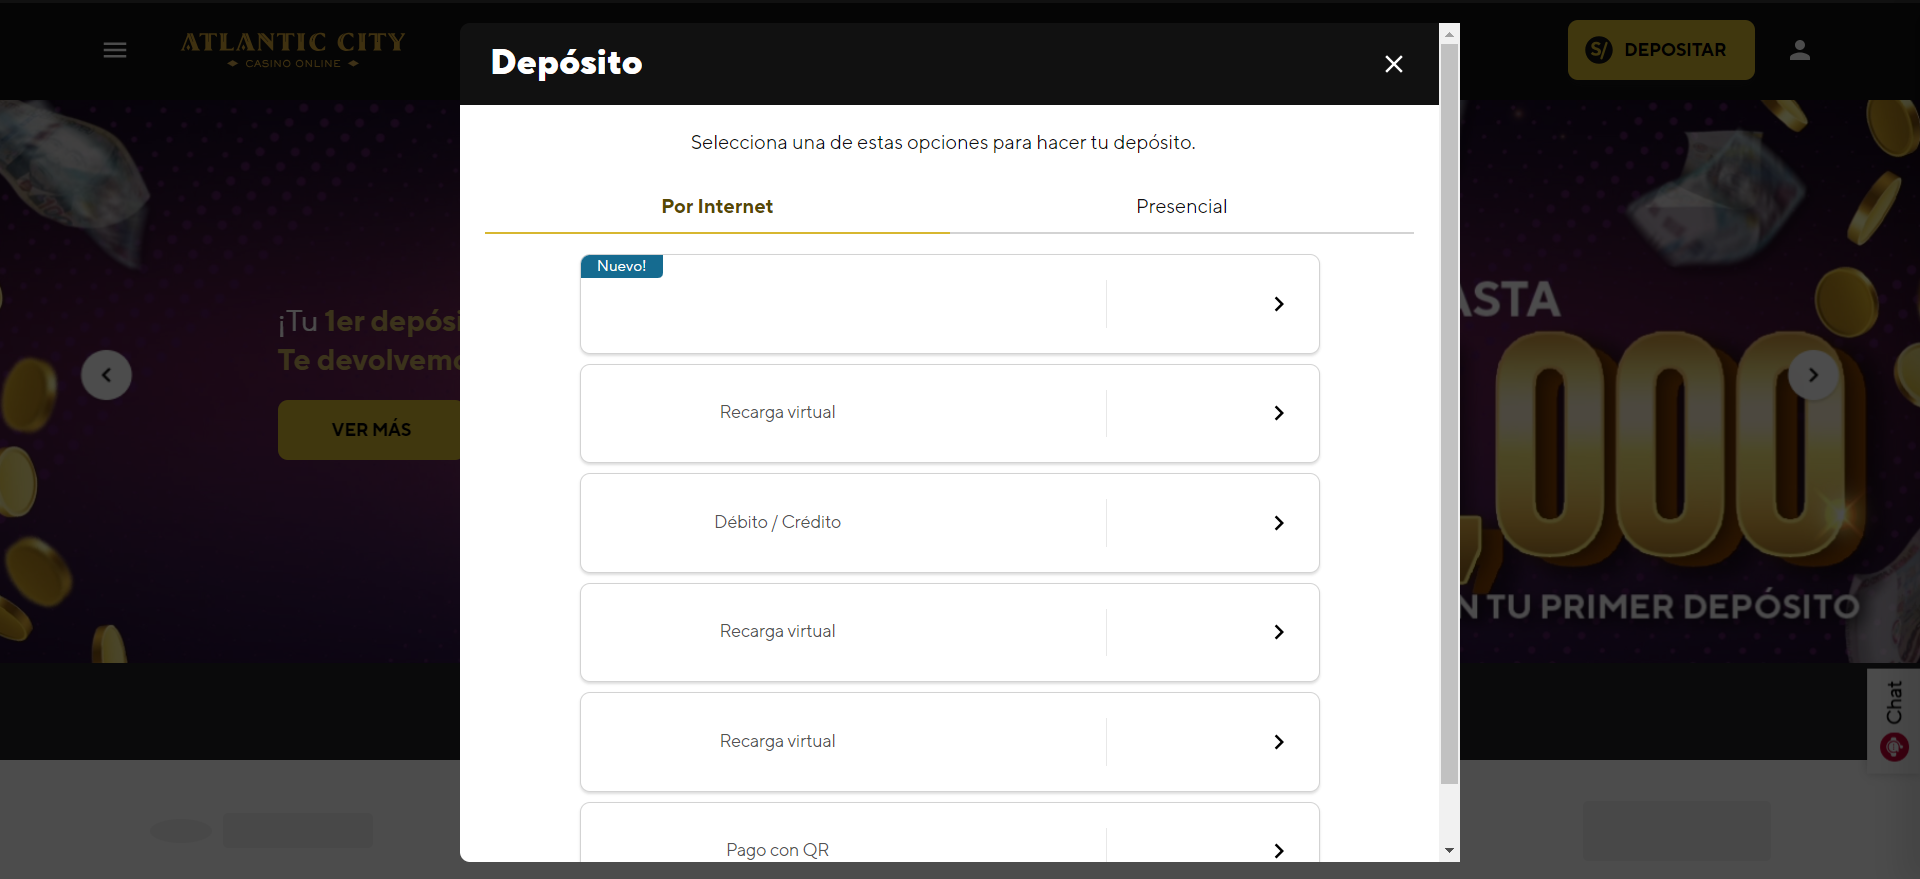 ATLANTIC CITY
CASINO ONLINE
S/ DEPOSITAR
Depósito
Selecciona una de estas opciones para hacer tu depósito.
Por Internet
Presencial
Nuevo!
Recarga virtual
Débito / Crédito
Recarga virtual
Recarga virtual
Pago con QR
¡Tu 1er depósi
Te devolvemo
VER MÁS
ASTA
,000
N TU PRIMER DEPÓSITO
Chat